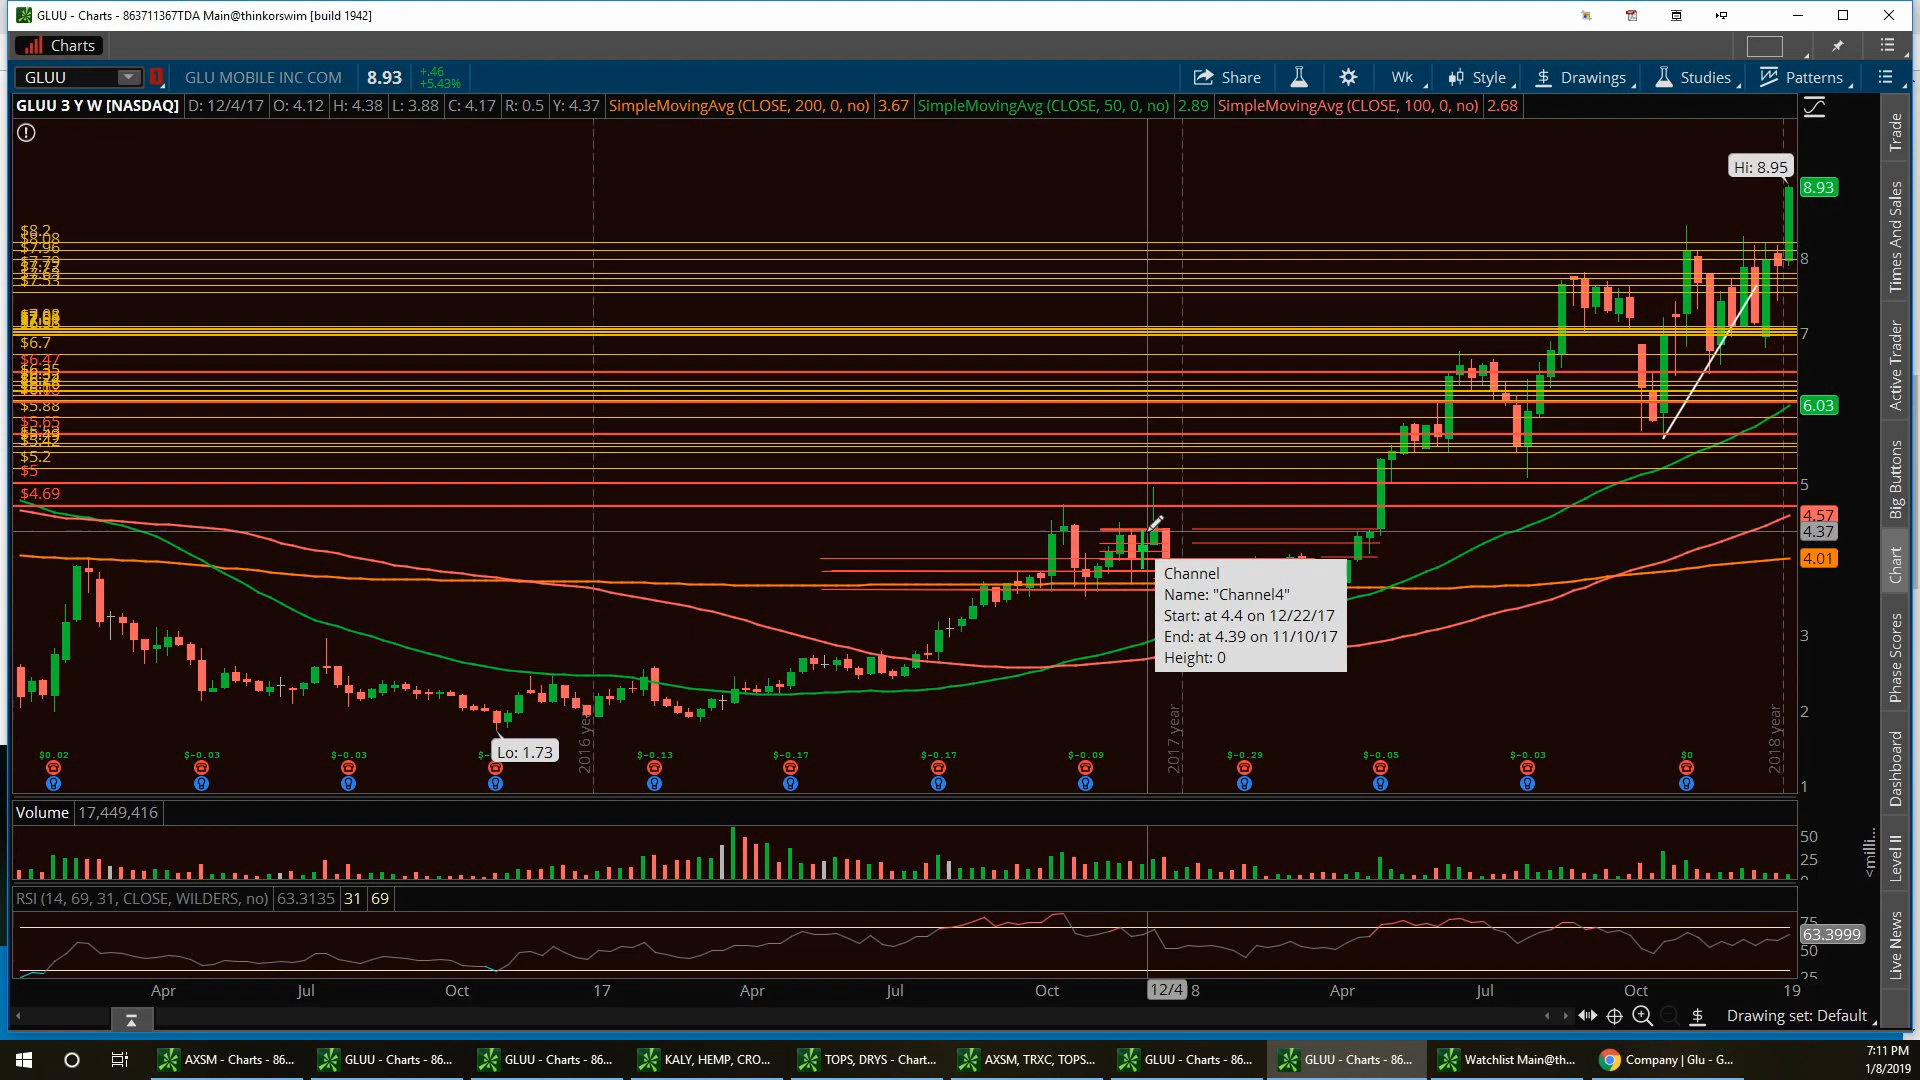 GLUU - Charts - 863711367TDA Main@thinkorswim [build 1942]
Charts
GLUU 1 GLU MOBILE INC COM 8.93 +.46 +5.43% Share Wk Style $ Drawings Studies Patterns
GLUU 3 Y W [NASDAQ] D: 12/4/17 O: 4.12 H: 4.38 L: 3.88 C: 4.17 R: 0.5 Y: 4.37 SimpleMovingAvg (CLOSE, 200, 0, no) 3.67 SimpleMovingAvg (CLOSE, 50, 0, no) 2.89 SimpleMovingAvg (CLOSE, 100, 0, no) 2.68
Hi: 8.95
8.93
$8.2
$8.08
$7.96
8
7
$6.7
$6.47
6.03
$5.88
$5.65
$5.42
$5.2
$5
5
$4.69
4.57
4.37
4.01
Channel
Name: "Channel4"
Start: at 4.4 on 12/22/17
End: at 4.39 on 11/10/17
Height: 0
3
2
1
Lo: 1.73
2016 year
2017 year
2018 year
$0.02 $-0.03 $-0.03 $- $-0.13 $-0.17 $-0.17 $-0.09 $-0.29 $-0.05 $-0.03 $0
Volume 17,449,416
50
25
<milli...
RSI (14, 69, 31, CLOSE, WILDERS, no) 63.3135 31 69
75
63.3999
50
25
Apr Jul Oct 17 Apr Jul Oct 12/4 8 Apr Jul Oct 19
Drawing set: Default
Trade
Times And Sales
Active Trader
Big Buttons
Chart
Phase Scores
Dashboard
Level II
Live News
AXSM - Charts - 86... GLUU - Charts - 86... GLUU - Charts - 86... KALY, HEMP, CRO... TOPS, DRYS - Chart... AXSM, TRXC, TOPS... GLUU - Charts - 86... GLUU - Charts - 86... Watchlist Main@th... Company | Glu - G...
7:11 PM
1/8/2019